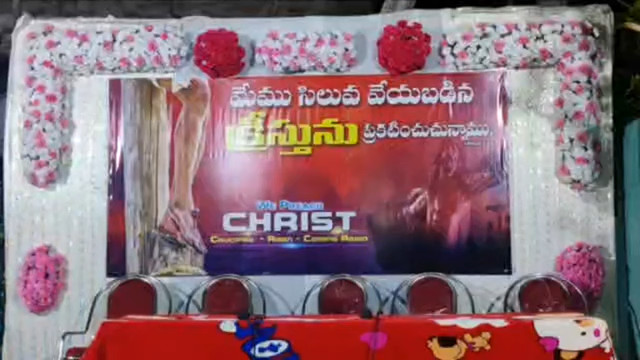 మేము సిలువ వేయబడిన
క్రీస్తును ప్రకటించుచున్నాము.
We Preach
CHRIST
Crucified - Risen - Coming Again